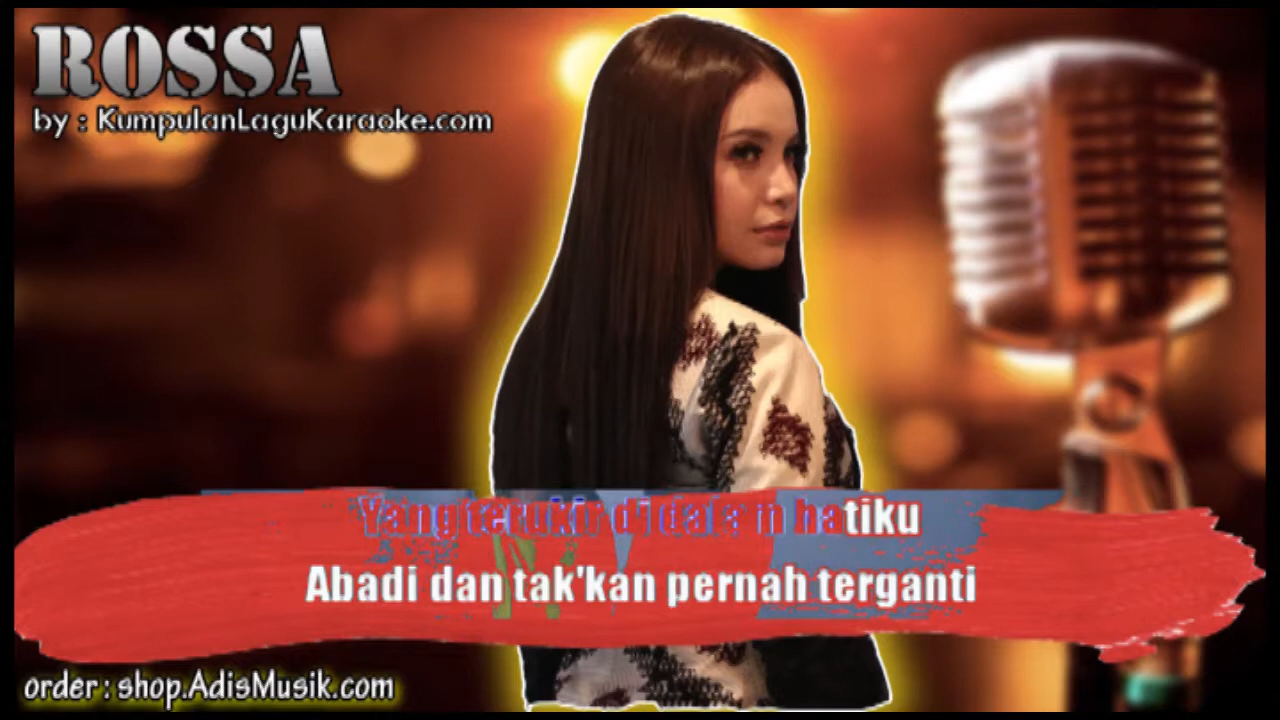 ROSSA
by : KumpulanLaguKaraoke.com
Yang terukir di dalam hatiku
Abadi dan tak'kan pernah terganti
order : shop.AdisMusik.com